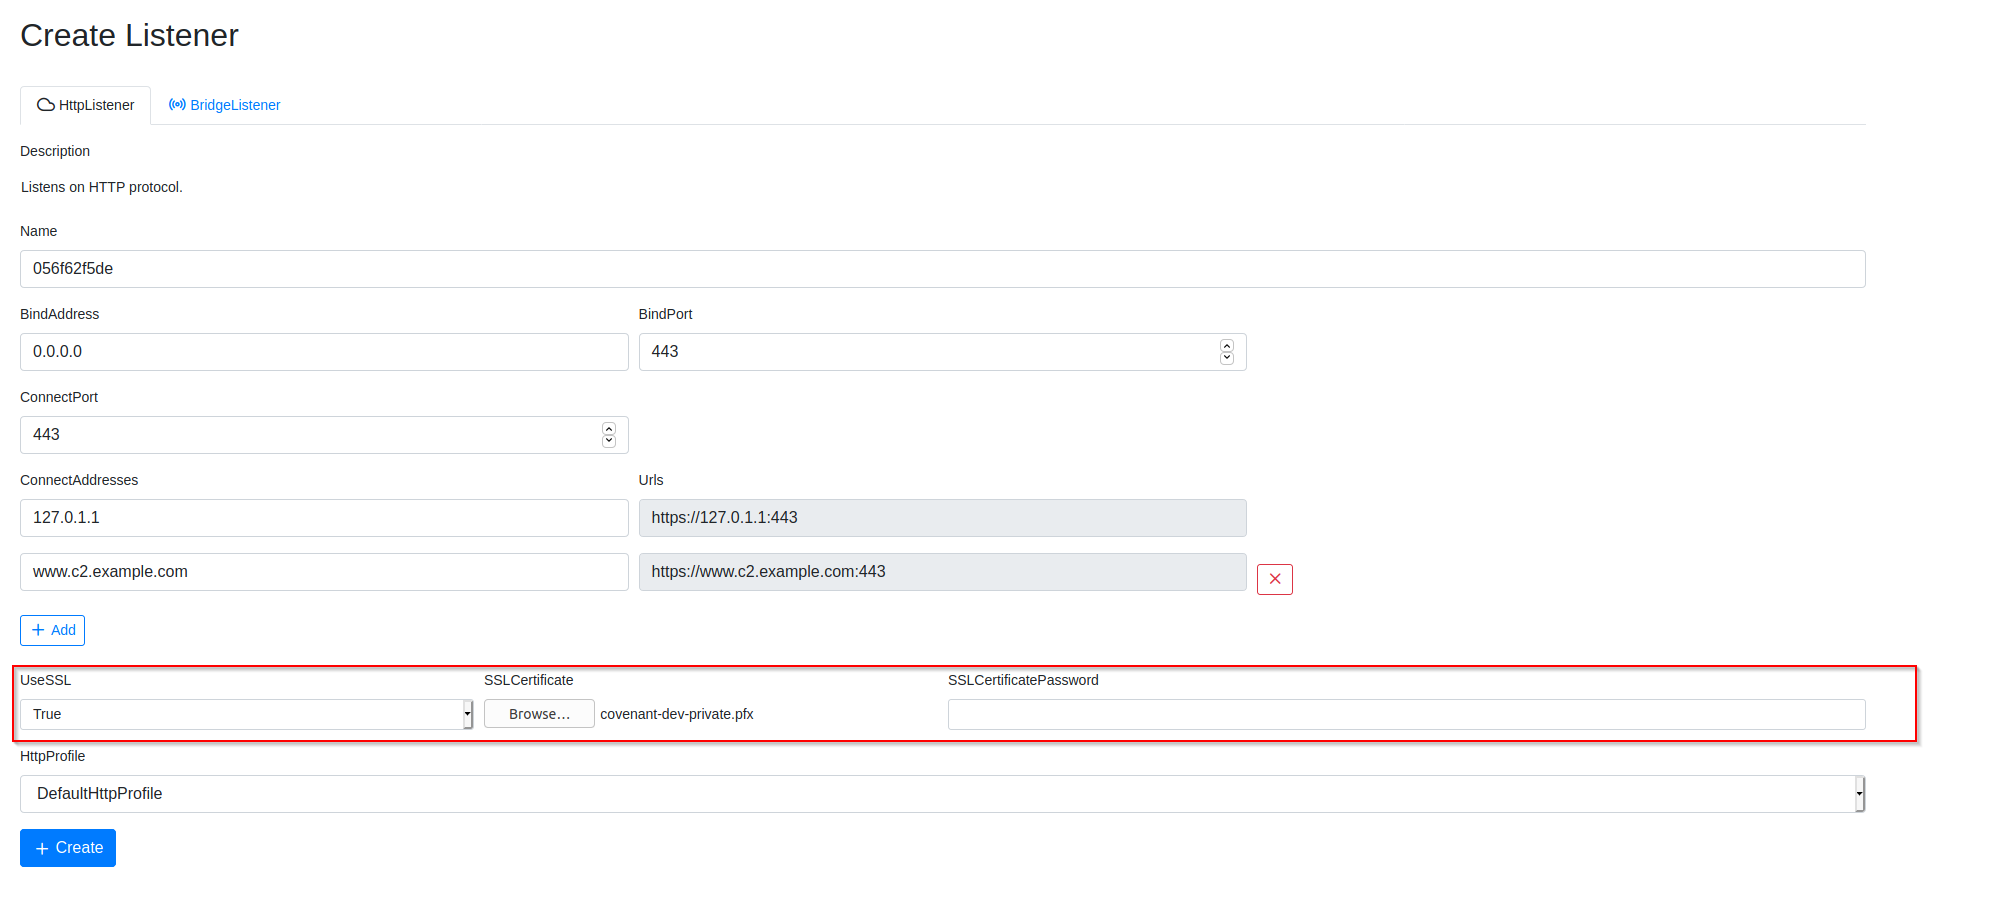 Create Listener
HttpListener BridgeListener
Description
Listens on HTTP protocol.
Name
056f62f5de
BindAddress BindPort
0.0.0.0 443
ConnectPort
443
ConnectAddresses Urls
127.0.1.1 https://127.0.1.1:443
www.c2.example.com https://www.c2.example.com:443
Add
UseSSL SSLCertificate SSLCertificatePassword
True Browse... covenant-dev-private.pfx
HttpProfile
DefaultHttpProfile
Create